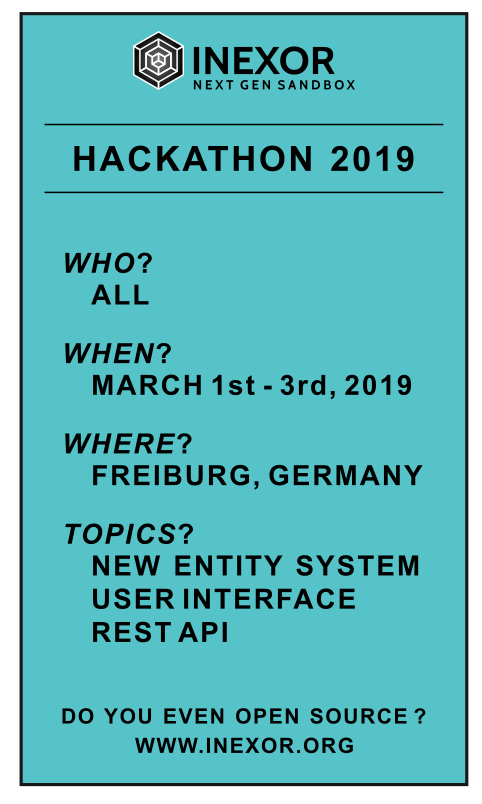 INEXOR
NEXT GEN SANDBOX
HACKATHON 2019
WHO?
ALL
WHEN?
MARCH 1st - 3rd, 2019
WHERE?
FREIBURG, GERMANY
TOPICS?
NEW ENTITY SYSTEM
USER INTERFACE
REST API
DO YOU EVEN OPEN SOURCE ?
WWW.INEXOR.ORG